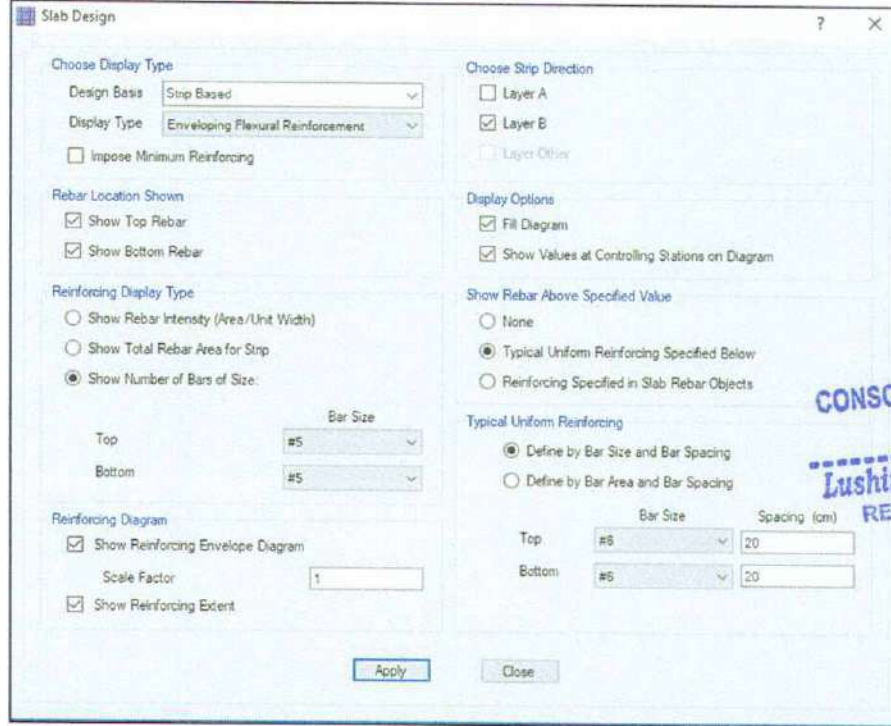 Slab Design
?
Choose Display Type
Design Basis Strip Based
Display Type Enveloping Flexural Reinforcement
Impose Minimum Reinforcing
Rebar Location Shown
Show Top Rebar
Show Bottom Rebar
Reinforcing Display Type
Show Rebar Intensity (Area/Unit Width)
Show Total Rebar Area for Strip
Show Number of Bars of Size:
Bar Size
Top #5
Bottom #5
Reinforcing Diagram
Show Reinforcing Envelope Diagram
Scale Factor 1
Show Reinforcing Extent
Choose Strip Direction
Layer A
Layer B
Layer Other
Display Options
Fill Diagram
Show Values at Controlling Stations on Diagram
Show Rebar Above Specified Value
None
Typical Uniform Reinforcing Specified Below
Reinforcing Specified in Slab Rebar Objects
Typical Uniform Reinforcing
Define by Bar Size and Bar Spacing
Define by Bar Area and Bar Spacing
Bar Size Spacing (cm)
Top 20
Bottom 20
Apply Close
CONSO
Lushi
RE